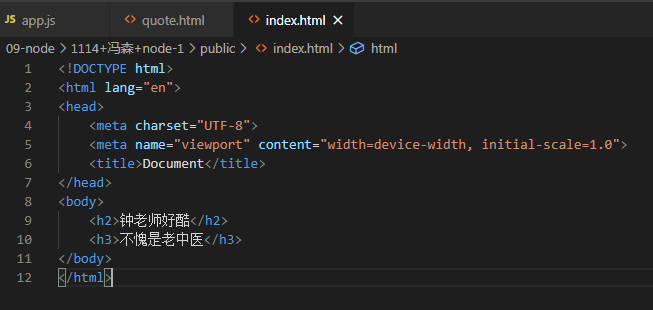 JS app.js <> quote.html <> index.html ×
09-node > 1114+冯森+node-1 > public > <> index.html > html
1 <!DOCTYPE html>
2 <html lang="en">
3 <head>
4 <meta charset="UTF-8">
5 <meta name="viewport" content="width=device-width, initial-scale=1.0">
6 <title>Document</title>
7 </head>
8 <body>
9 <h2>钟老师好酷</h2>
10 <h3>不愧是老中医</h3>
11 </body>
12 </html>